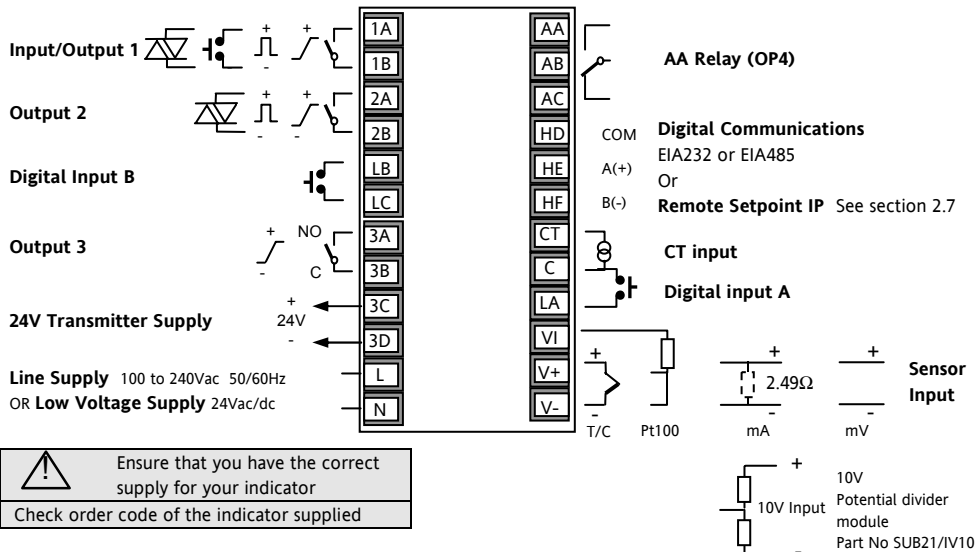 Input/Output 1
+
-
+
-
1A
1B
Output 2
+
-
+
-
2A
2B
Digital Input B
LB
LC
Output 3
+
-
NO
C
3A
3B
24V Transmitter Supply
+
24V
-
3C
3D
Line Supply 100 to 240Vac 50/60Hz
OR Low Voltage Supply 24Vac/dc
L
N
AA
AB
AC
AA Relay (OP4)
HD
HE
HF
COM
A(+)
B(-)
Digital Communications
EIA232 or EIA485
Or
Remote Setpoint IP See section 2.7
CT
C
LA
CT input
Digital input A
VI
V+
V-
+
-
T/C
Pt100
+
2.49Ω
-
mA
+
-
mV
Sensor
Input
!
Ensure that you have the correct
supply for your indicator
Check order code of the indicator supplied
+
10V Input
-
10V
Potential divider
module
Part No SUB21/IV10